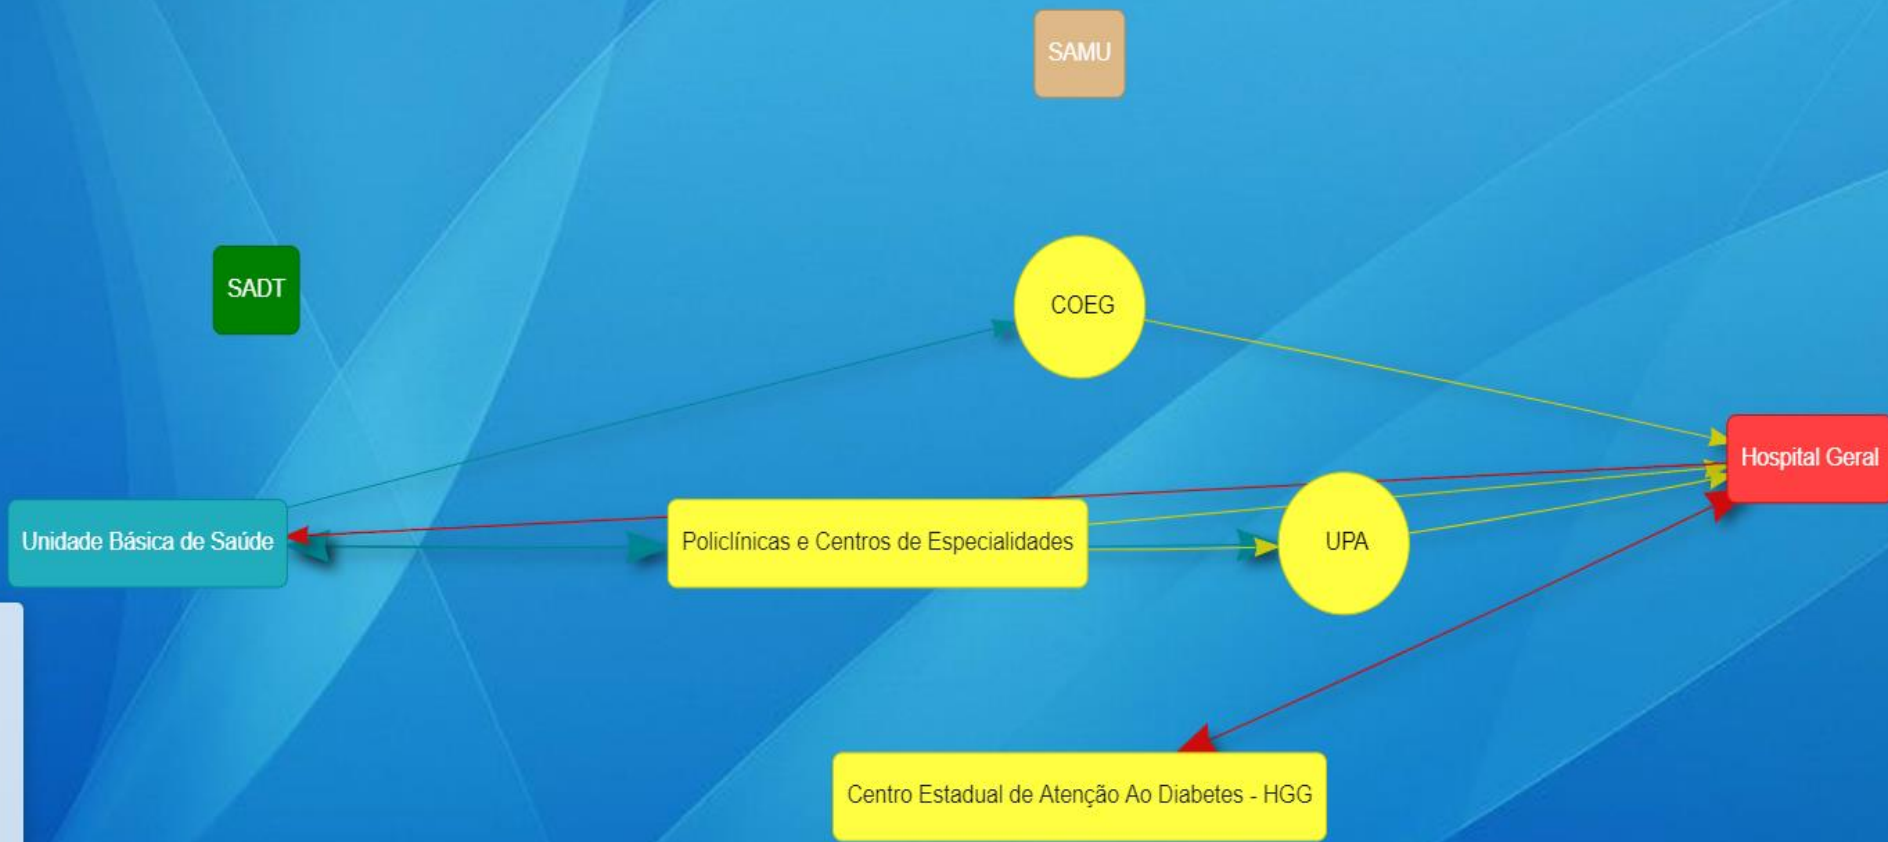 SAMU
SADT
COEG
Hospital Geral
Unidade Básica de Saúde
Policlínicas e Centros de Especialidades
UPA
Centro Estadual de Atenção Ao Diabetes - HGG